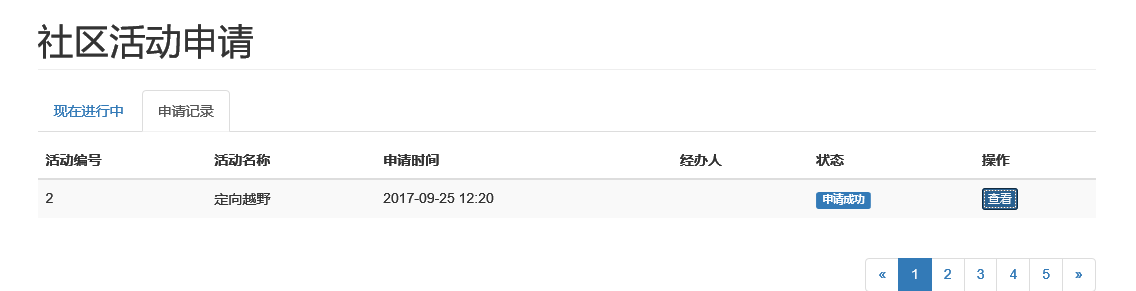 社区活动申请
现在进行中 申请记录
活动编号 活动名称 申请时间 经办人 状态 操作
2 定向越野 2017-09-25 12:20 申请成功 查看
« 1 2 3 4 5 »